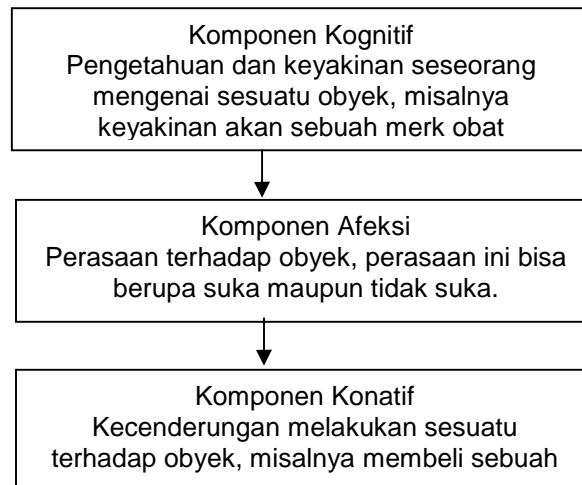 Komponen Kognitif
Pengetahuan dan keyakinan seseorang
mengenai sesuatu obyek, misalnya
keyakinan akan sebuah merk obat
Komponen Afeksi
Perasaan terhadap obyek, perasaan ini bisa
berupa suka maupun tidak suka.
Komponen Konatif
Kecenderungan melakukan sesuatu
terhadap obyek, misalnya membeli sebuah